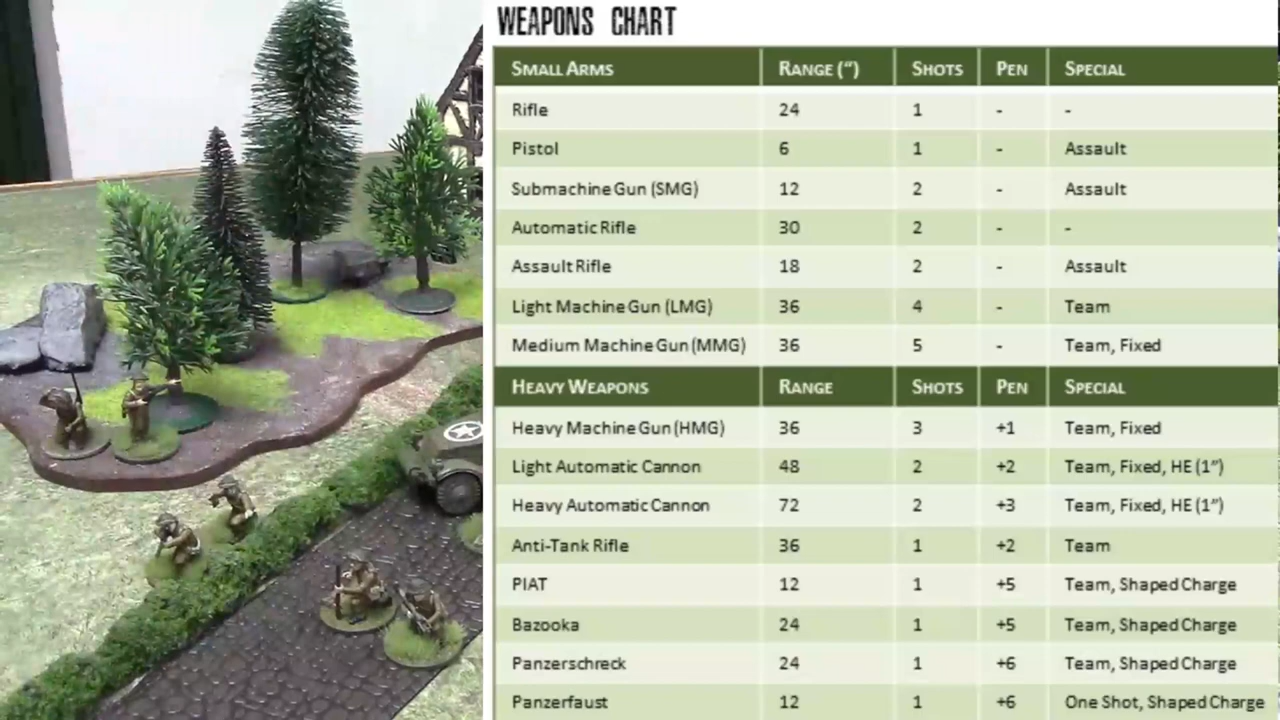 WEAPONS CHART
SMALL ARMS RANGE (") SHOTS PEN SPECIAL
Rifle 24 1 - -
Pistol 6 1 - Assault
Submachine Gun (SMG) 12 2 - Assault
Automatic Rifle 30 2 - -
Assault Rifle 18 2 - Assault
Light Machine Gun (LMG) 36 4 - Team
Medium Machine Gun (MMG) 36 5 - Team, Fixed
HEAVY WEAPONS RANGE SHOTS PEN SPECIAL
Heavy Machine Gun (HMG) 36 3 +1 Team, Fixed
Light Automatic Cannon 48 2 +2 Team, Fixed, HE (1")
Heavy Automatic Cannon 72 2 +3 Team, Fixed, HE (1")
Anti-Tank Rifle 36 1 +2 Team
PIAT 12 1 +5 Team, Shaped Charge
Bazooka 24 1 +5 Team, Shaped Charge
Panzerschreck 24 1 +6 Team, Shaped Charge
Panzerfaust 12 1 +6 One Shot, Shaped Charge